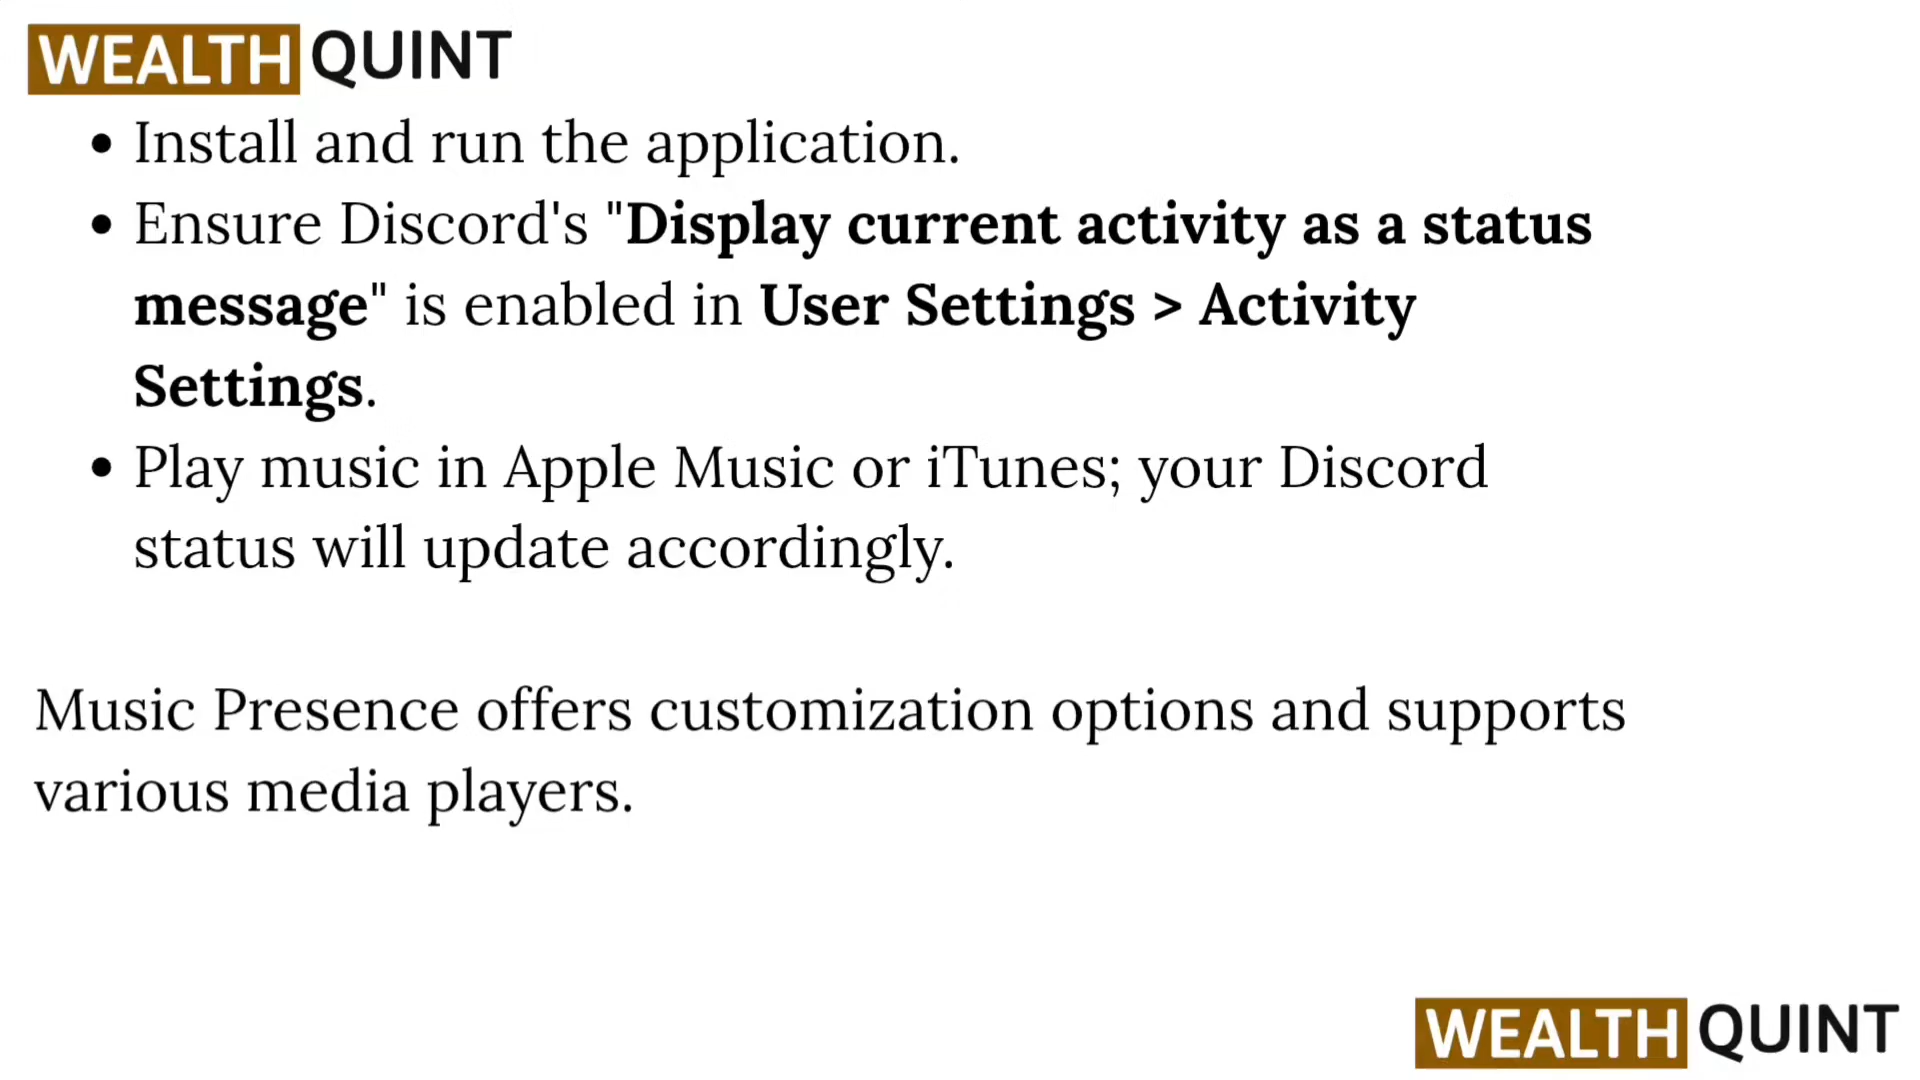 WEALTH QUINT
• Install and run the application.
• Ensure Discord's "Display current activity as a status
message" is enabled in User Settings > Activity
Settings.
• Play music in Apple Music or iTunes; your Discord
status will update accordingly.
Music Presence offers customization options and supports
various media players.
WEALTH QUINT